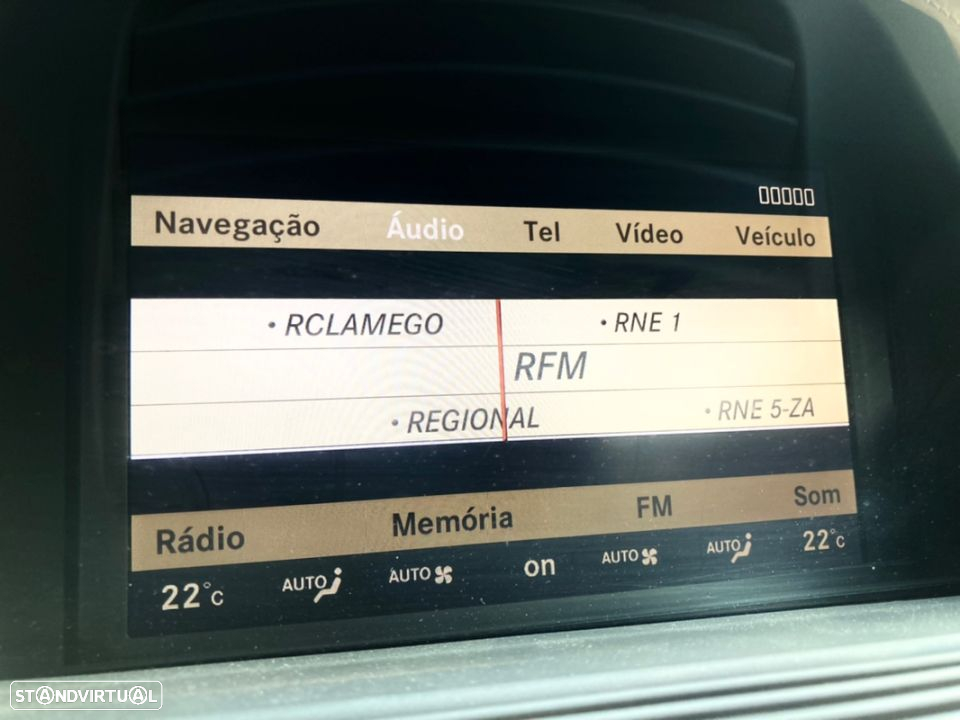 Navegação Áudio Tel Vídeo Veículo
• RCLAMEGO • RNE 1
RFM
• REGIONAL • RNE 5-ZA
Rádio Memória FM Som
22°C AUTO AUTO on AUTO AUTO 22°C
STANDVIRTUAL